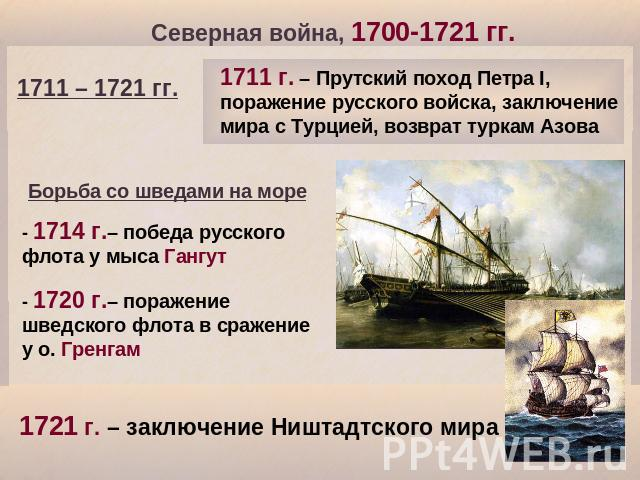 Северная война, 1700-1721 гг.
1711 – 1721 гг.
1711 г. – Прутский поход Петра I,
поражение русского войска, заключение
мира с Турцией, возврат туркам Азова
Борьба со шведами на море
- 1714 г.– победа русского
флота у мыса Гангут
- 1720 г.– поражение
шведского флота в сражение
у о. Гренгам
1721 г. – заключение Ништадтского мира
PPt4WEB.ru